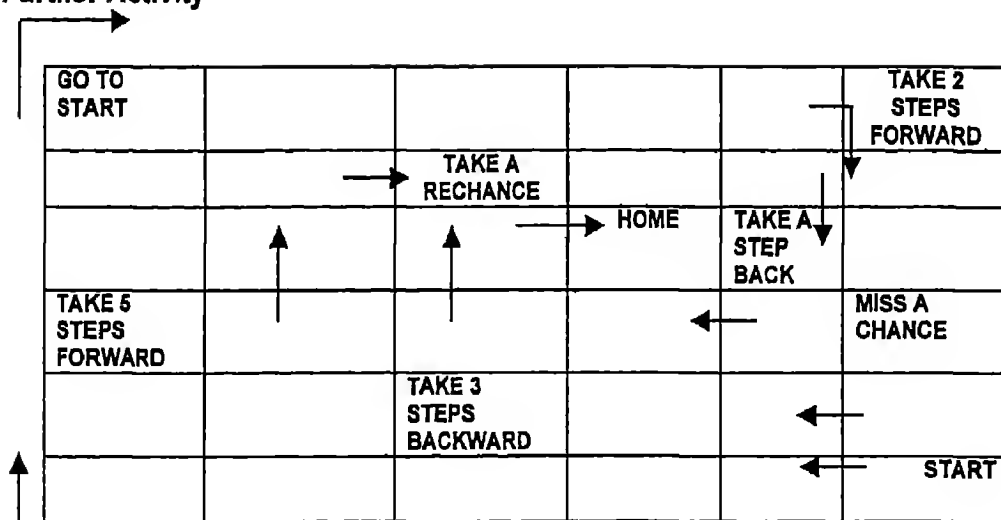 GO TO
START
TAKE 2
STEPS
FORWARD
TAKE A
RECHANCE
HOME
TAKE A
STEP
BACK
TAKE 5
STEPS
FORWARD
MISS A
CHANCE
TAKE 3
STEPS
BACKWARD
START